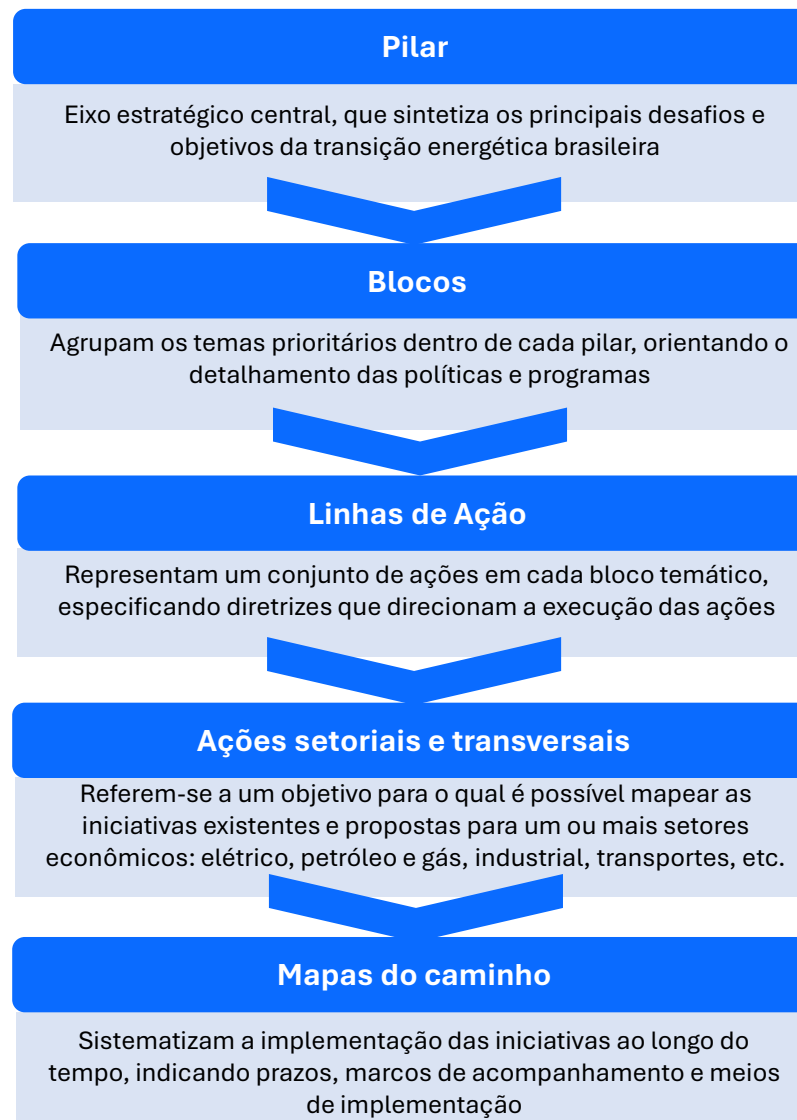 Pilar
Eixo estratégico central, que sintetiza os principais desafios e
objetivos da transição energética brasileira
Blocos
Agrupam os temas prioritários dentro de cada pilar, orientando o
detalhamento das políticas e programas
Linhas de Ação
Representam um conjunto de ações em cada bloco temático,
especificando diretrizes que direcionam a execução das ações
Ações setoriais e transversais
Referem-se a um objetivo para o qual é possível mapear as
iniciativas existentes e propostas para um ou mais setores
econômicos: elétrico, petróleo e gás, industrial, transportes, etc.
Mapas do caminho
Sistematizam a implementação das iniciativas ao longo do
tempo, indicando prazos, marcos de acompanhamento e meios
de implementação